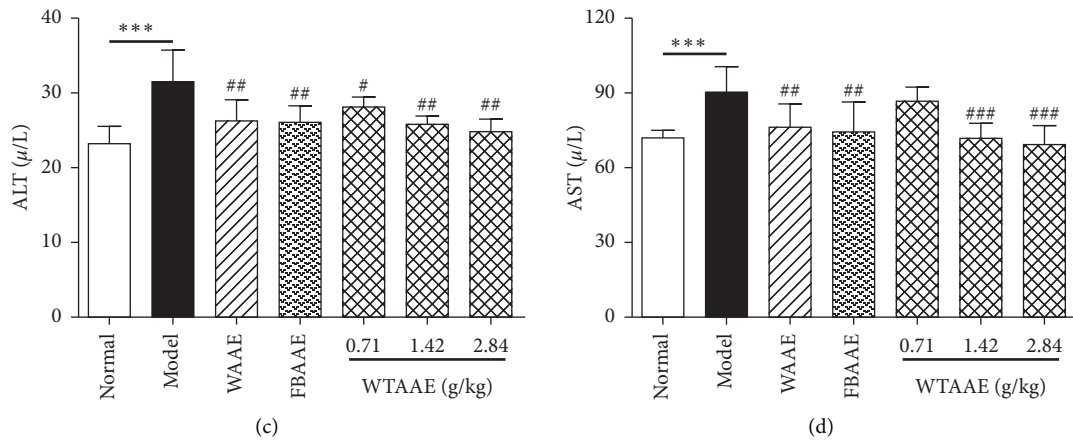 ALT (μ/L)
40
30
20
10
0
***
##
##
#
##
##
Normal
Model
WAAE
FBAAE
0.71 1.42 2.84
WTAAE (g/kg)
(c)
AST (μ/L)
120
90
60
30
0
***
##
##
###
###
Normal
Model
WAAE
FBAAE
0.71 1.42 2.84
WTAAE (g/kg)
(d)